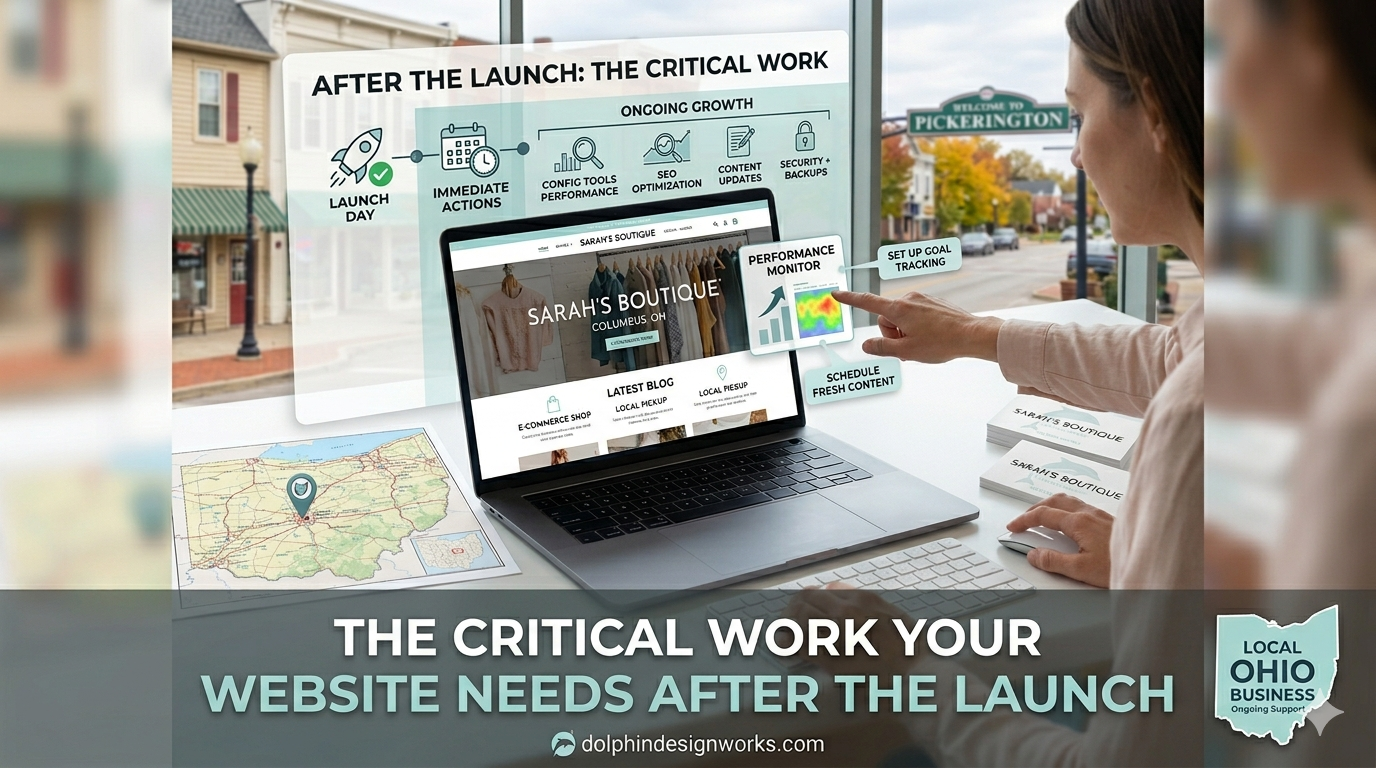 AFTER THE LAUNCH: THE CRITICAL WORK
ONGOING GROWTH
LAUNCH
DAY
IMMEDIATE
ACTIONS
CONFIG TOOLS
PERFORMANCE
SEO
OPTIMIZATION
CONTENT
UPDATES
SECURITY +
BACKUPS
WELCOME TO
PICKERINGTON
SARAH'S BOUTIQUE
SARAH'S BOUTIQUE
COLUMBUS OH
PERFORMANCE
MONITOR
SET UP GOAL
TRACKING
SCHEDULE
FRESH CONTENT
LATEST BLOG
E-COMMERCE SHOP
LOCAL PICKUP
LOCAL PIESUP
SARAH'S BOUTIQUE
SARAH'S BOUTIQUE
THE CRITICAL WORK YOUR
WEBSITE NEEDS AFTER THE LAUNCH
dolphindesignworks.com
LOCAL
OHIO
BUSINESS
Ongoing Support